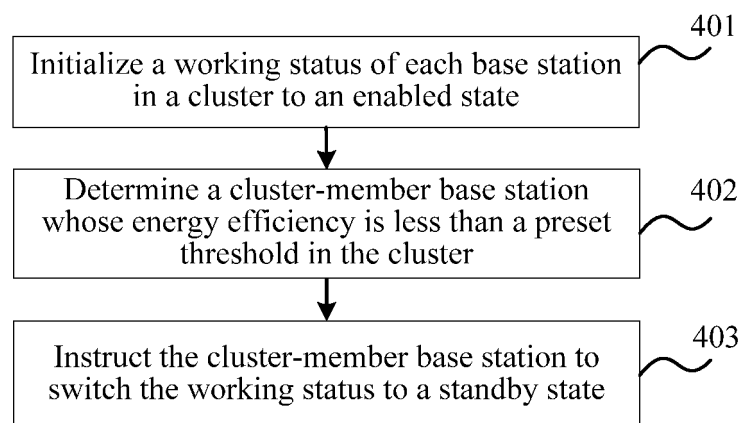 401
Initialize a working status of each base station
in a cluster to an enabled state
402
Determine a cluster-member base station
whose energy efficiency is less than a preset
threshold in the cluster
403
Instruct the cluster-member base station to
switch the working status to a standby state